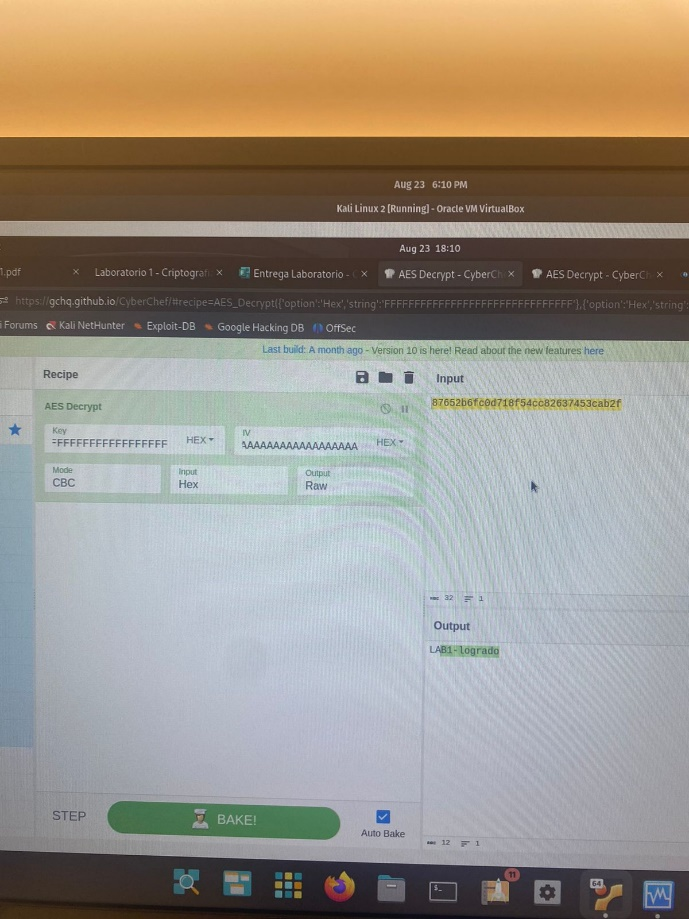 Aug 23 6:10 PM
Kali Linux 2 [Running] - Oracle VM VirtualBox
Aug 23 18:10
1.pdf × Laboratorio 1 - Criptografí × Entrega Laboratorio - × AES Decrypt - CyberCh × AES Decrypt - CyberCh ×
https://gchq.github.io/CyberChef/#recipe=AES_Decrypt({'option':'Hex','string':'FFFFFFFFFFFFFFFFFFFFFFFFFFFFFFFF'},{'option':'Hex','string':
Forums Kali NetHunter Exploit-DB Google Hacking DB OffSec
Last build: A month ago - Version 10 is here! Read about the new features here
Recipe
Input
AES Decrypt
87652b6fc0d718f54cc82637453cab2f
Key
FFFFFFFFFFFFFFFFF HEX
IV
AAAAAAAAAAAAAAAAAA HEX
Mode
CBC
Input
Hex
Output
Raw
32 1
Output
LAB1-logrado
STEP
BAKE!
Auto Bake
12 1
11
64